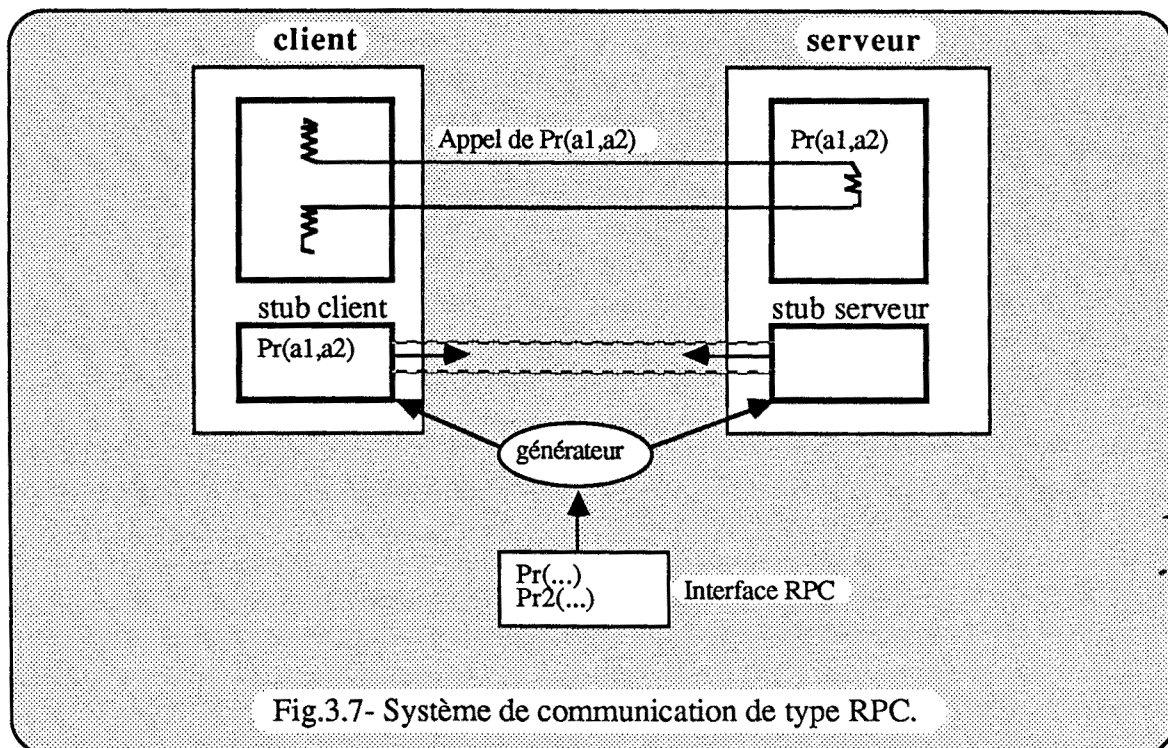 client
serveur
Appel de Pr(a1,a2)
Pr(a1,a2)
stub client
stub serveur
Pr(a1,a2)
générateur
Pr(...)
Pr2(...)
Interface RPC
Fig.3.7- Système de communication de type RPC.